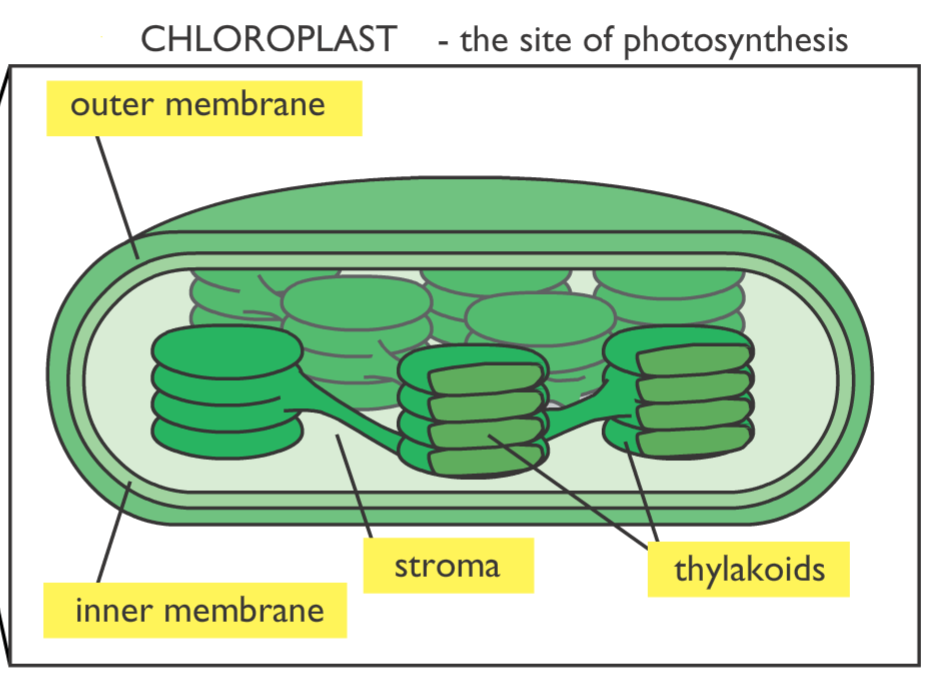 CHLOROPLAST - the site of photosynthesis
outer membrane
stroma
thylakoids
inner membrane